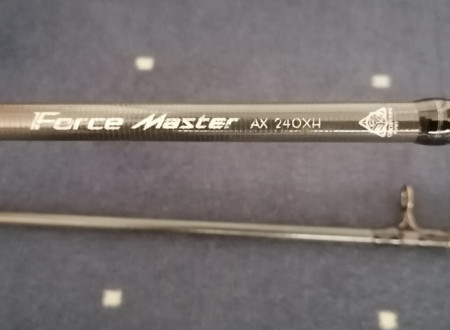 Force Master AX 240XH